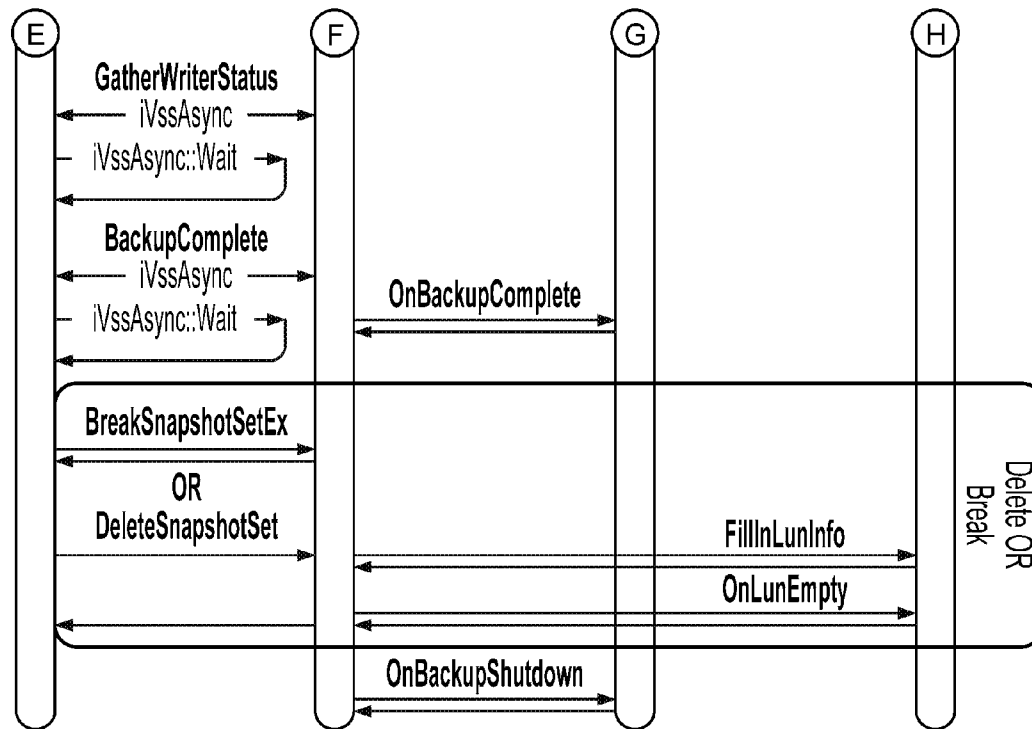 E
F
G
H
GatherWriterStatus
iVssAsync
iVssAsync::Wait
BackupComplete
iVssAsync
OnBackupComplete
iVssAsync::Wait
BreakSnapshotSetEx
OR
DeleteSnapshotSet
FillInLunInfo
OnLunEmpty
Delete OR
Break
OnBackupShutdown